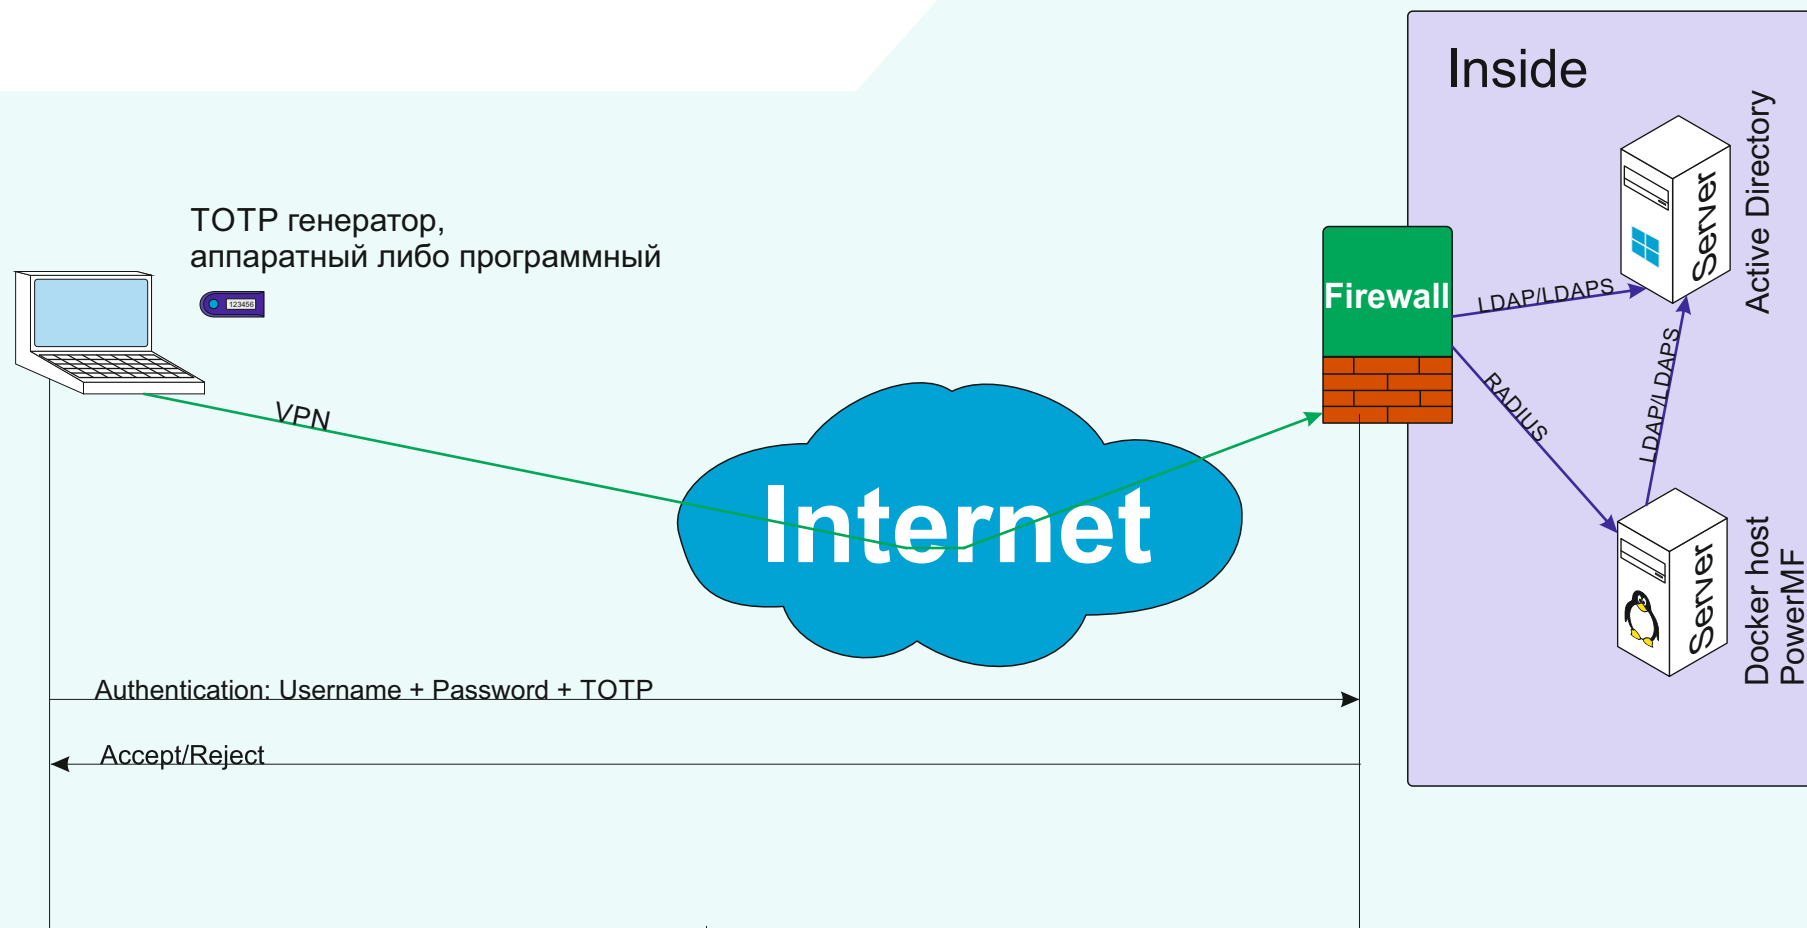 Inside
Active Directory
Server
TOTP генератор,
аппаратный либо программный
123456
Firewall
LDAP/LDAPS
RADIUS
LDAP/LDAPS
VPN
Internet
Server
Docker host
PowerMF
Authentication: Username + Password + TOTP
Accept/Reject